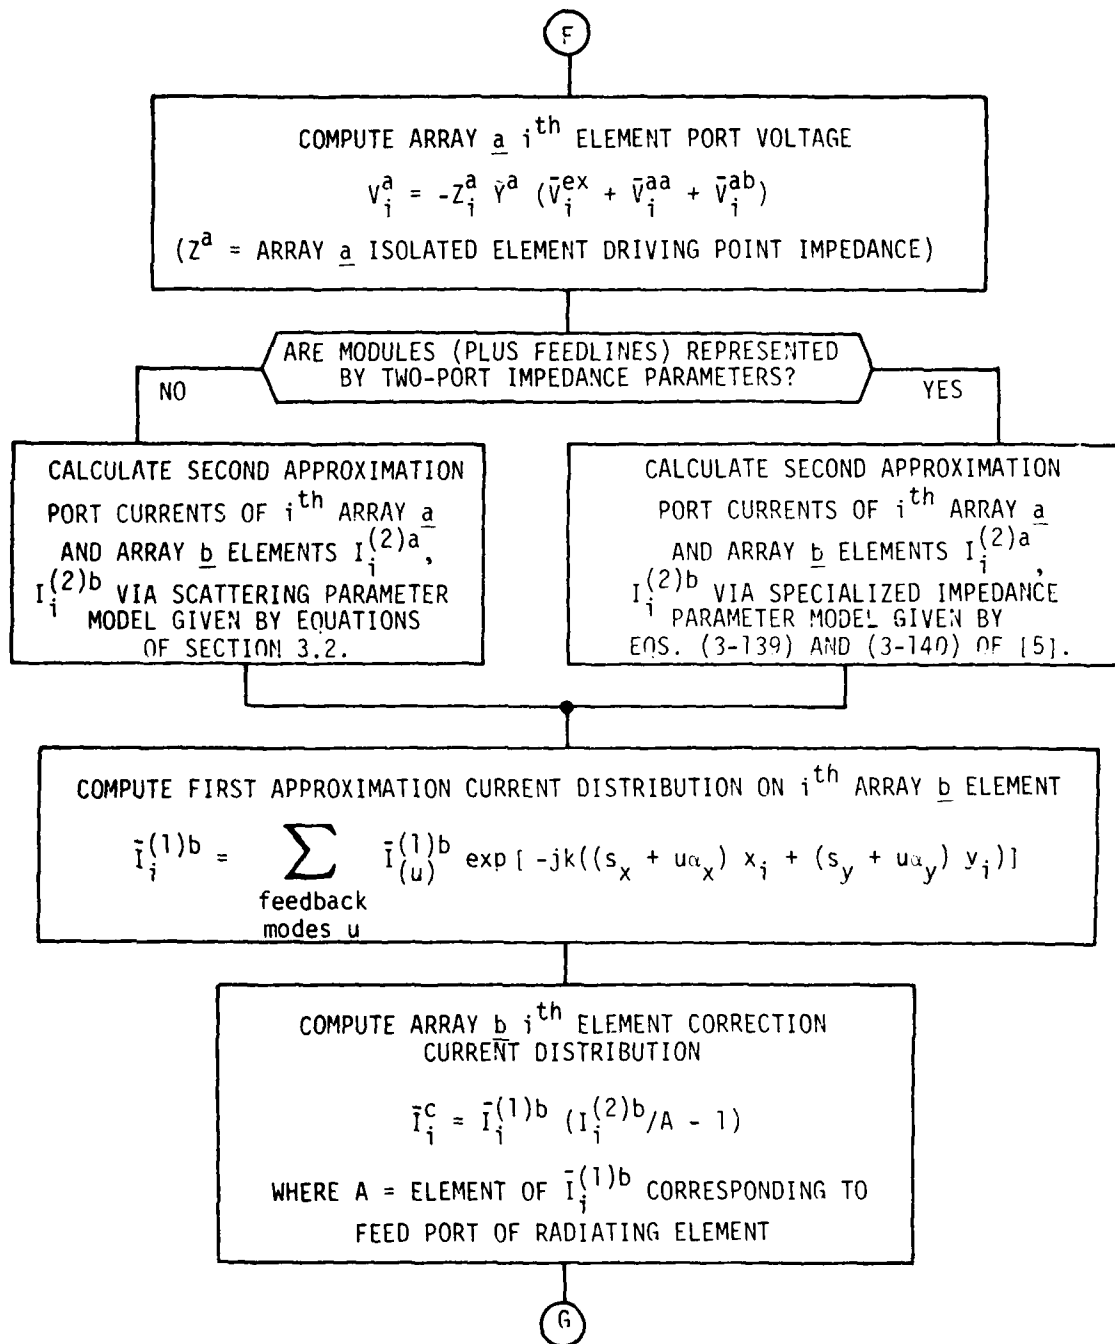 F
COMPUTE ARRAY a i^th ELEMENT PORT VOLTAGE
V_i^a = -Z_i^a Ȳ^a (V̄_i^ex + V̄_i^aa + V̄_i^ab)
(Z^a = ARRAY a ISOLATED ELEMENT DRIVING POINT IMPEDANCE)
ARE MODULES (PLUS FEEDLINES) REPRESENTED
BY TWO-PORT IMPEDANCE PARAMETERS?
NO
YES
CALCULATE SECOND APPROXIMATION
PORT CURRENTS OF i^th ARRAY a
AND ARRAY b ELEMENTS I_i^(2)a,
I_i^(2)b VIA SCATTERING PARAMETER
MODEL GIVEN BY EQUATIONS
OF SECTION 3.2.
CALCULATE SECOND APPROXIMATION
PORT CURRENTS OF i^th ARRAY a
AND ARRAY b ELEMENTS I_i^(2)a,
I_i^(2)b VIA SPECIALIZED IMPEDANCE
PARAMETER MODEL GIVEN BY
EQS. (3-139) AND (3-140) OF [5].
COMPUTE FIRST APPROXIMATION CURRENT DISTRIBUTION ON i^th ARRAY b ELEMENT
Ī_i^(1)b = ∑ Ī_(u)^(1)b exp[-jk((s_x + uα_x) x_i + (s_y + uα_y) y_i)]
feedback
modes u
COMPUTE ARRAY b i^th ELEMENT CORRECTION
CURRENT DISTRIBUTION
Ī_i^c = Ī_i^(1)b (I_i^(2)b/A - 1)
WHERE A = ELEMENT OF Ī_i^(1)b CORRESPONDING TO
FEED PORT OF RADIATING ELEMENT
G